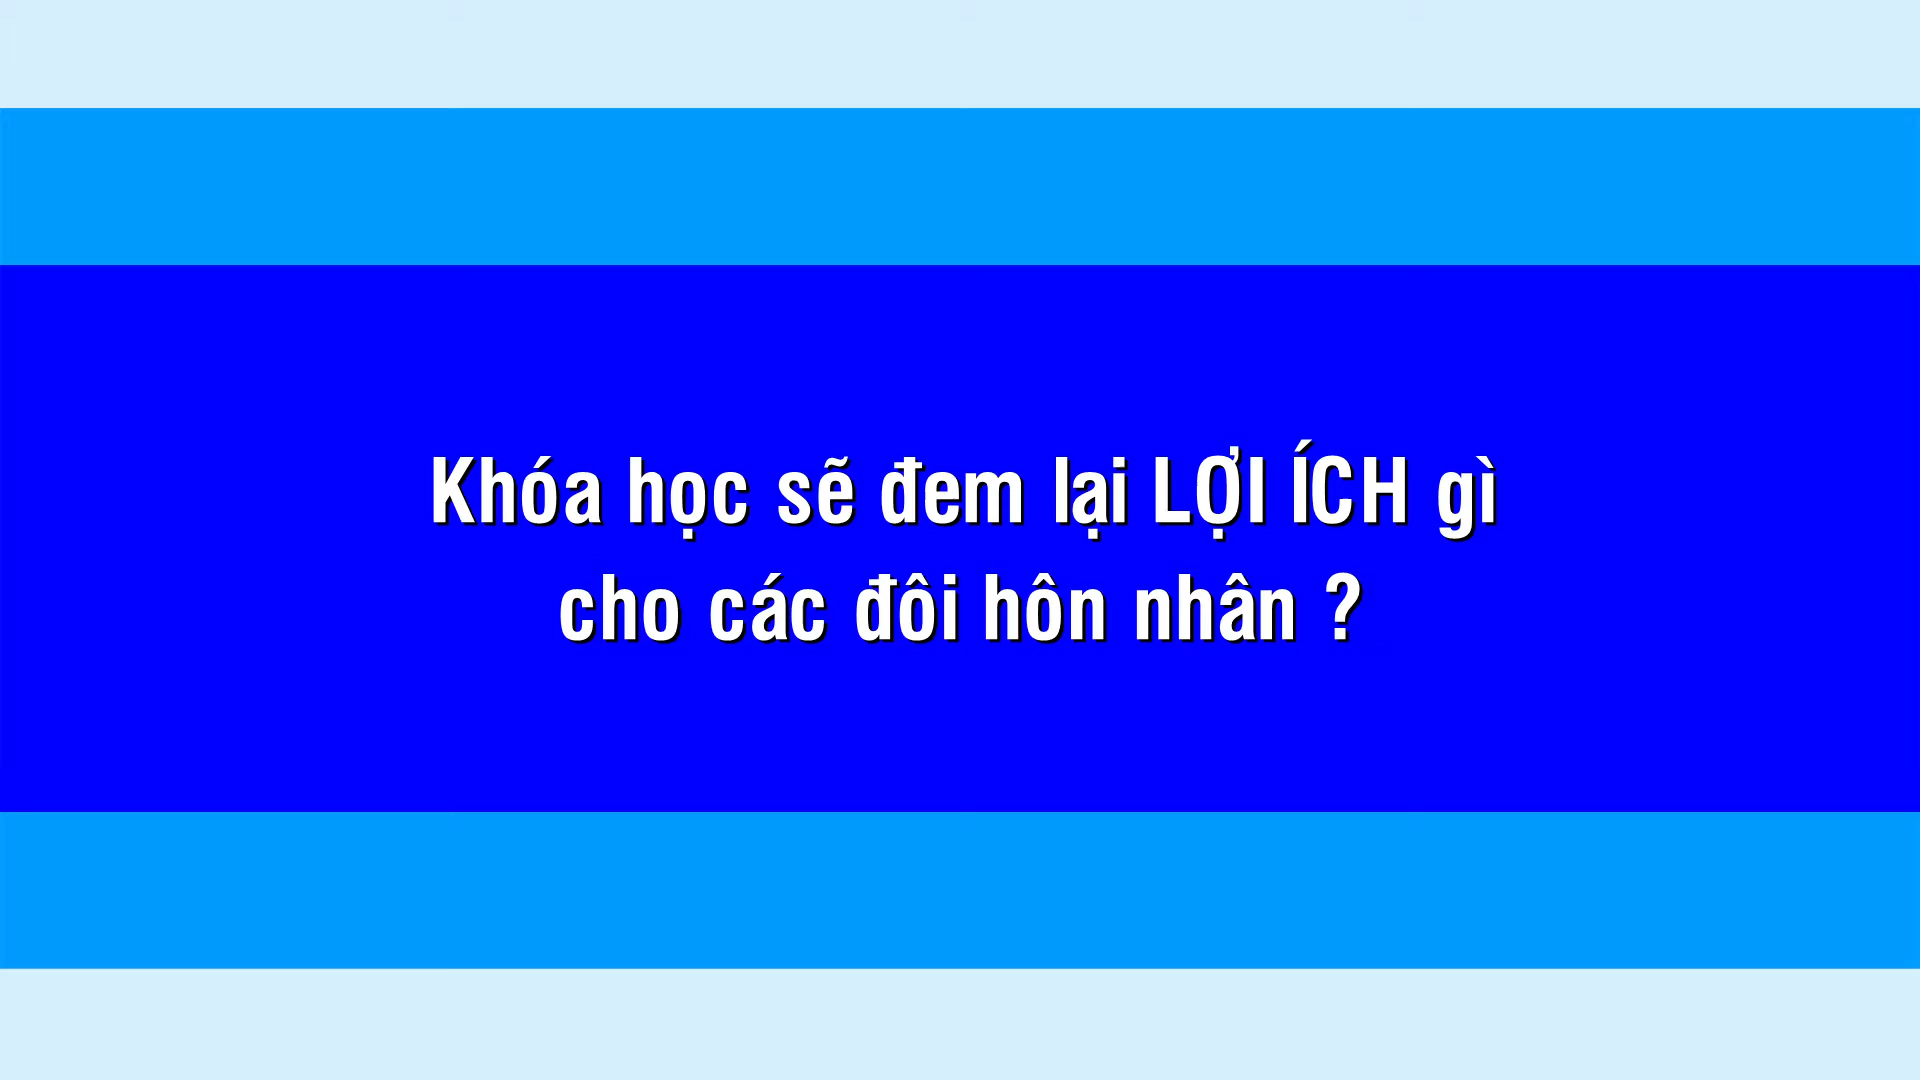 Khóa học sẽ đem lại LỢI ÍCH gì
cho các đôi hôn nhân ?